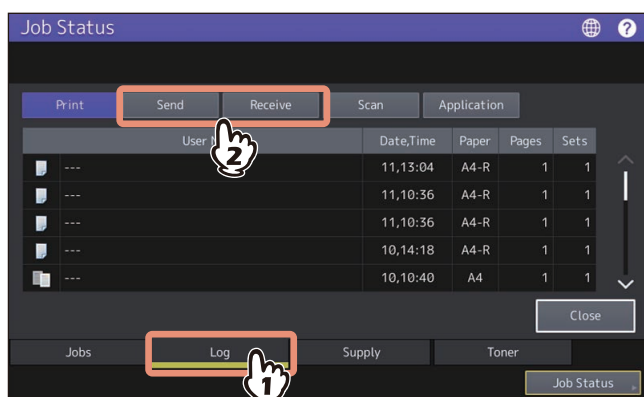 Job Status
Print Send Receive Scan Application
User N Date,Time Paper Pages Sets
--- 11,13:04 A4-R 1 1
--- 11,10:36 A4-R 1 1
--- 11,10:36 A4-R 1 1
--- 10,14:18 A4-R 1 1
--- 10,10:40 A4 1 1
2
Close
Jobs Log Supply Toner
1
Job Status